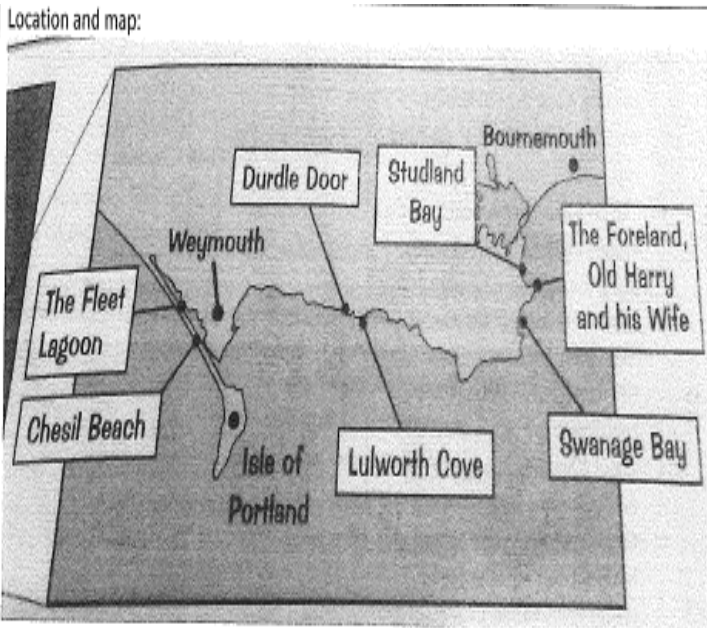 Location and map:
Bournemouth
Durdle Door
Studland
Bay
Weymouth
The Foreland,
Old Harry
and his Wife
The Fleet
Lagoon
Chesil Beach
Isle of
Portland
Lulworth Cove
Swanage Bay